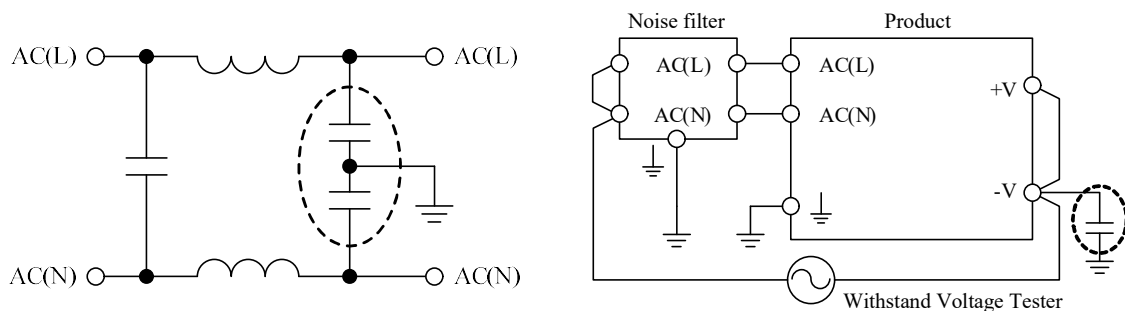 AC(L)
AC(L)
AC(N)
AC(N)
Noise filter
Product
AC(L)
AC(L)
AC(N)
AC(N)
+V
-V
Withstand Voltage Tester